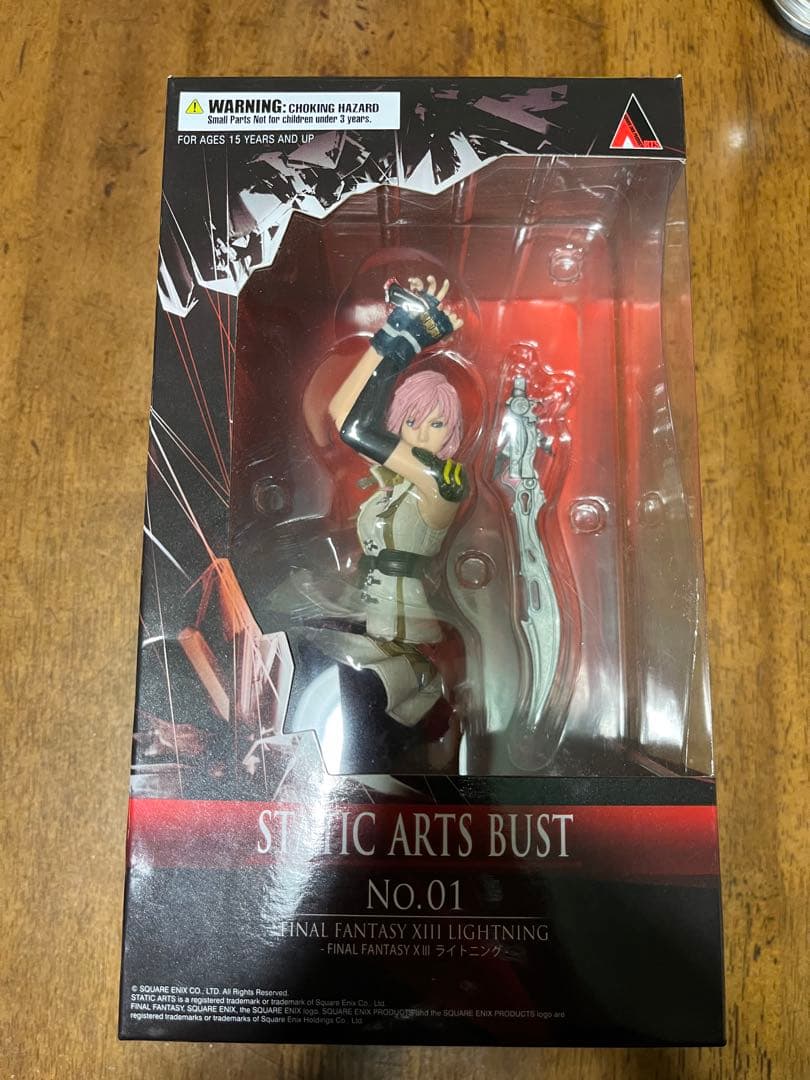 WARNING: CHOKING HAZARD
Small Parts Not for children under 3 years.
FOR AGES 15 YEARS AND UP
ARTS
STATIC ARTS BUST
No.01
-FINAL FANTASY XIII LIGHTNING
- FINAL FANTASY XIII ライトニング -
© SQUARE ENIX CO., LTD. All Rights Reserved.
STATIC ARTS is a registered trademark or trademark of Square Enix Co., Ltd.
FINAL FANTASY, SQUARE ENIX, the SQUARE ENIX logo, SQUARE ENIX PRODUCTS and the SQUARE ENIX PRODUCTS logo are
registered trademarks or trademarks of Square Enix Holdings Co., Ltd.